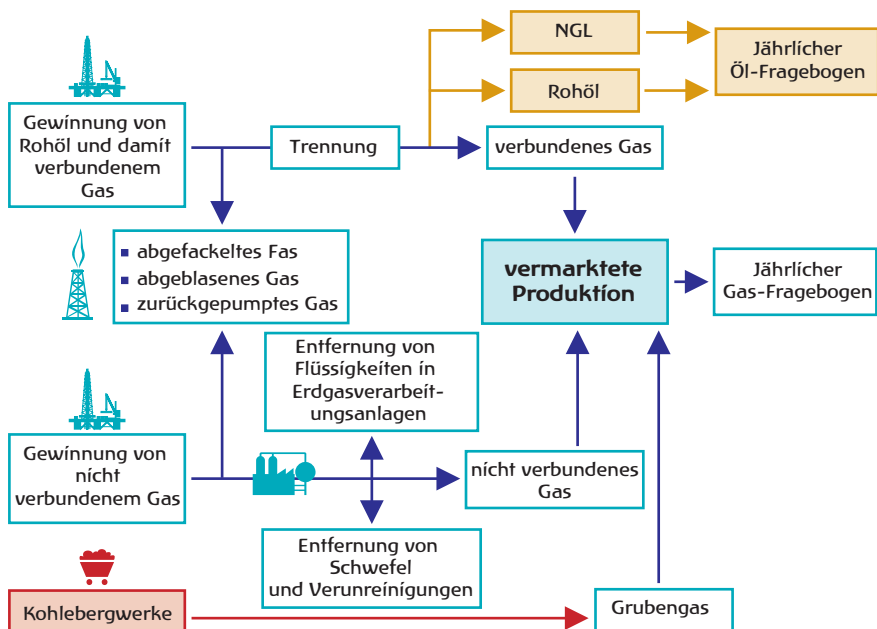 NGL
Rohöl
Jährlicher
Öl-Fragebogen
Gewinnung von
Rohöl und damit
verbundenem
Gas
Trennung
verbundenes Gas
abgefackeltes Fas
abgeblasenes Gas
zurückgepumptes Gas
vermarktete
Produktion
Jährlicher
Gas-Fragebogen
Entfernung von
Flüssigkeiten in
Erdgasverarbeit-
ungsanlagen
Gewinnung von
nicht
verbundenem Gas
nicht verbundenes
Gas
Entfernung von
Schwefel
und Verunreinigungen
Kohlebergwerke
Grubengas